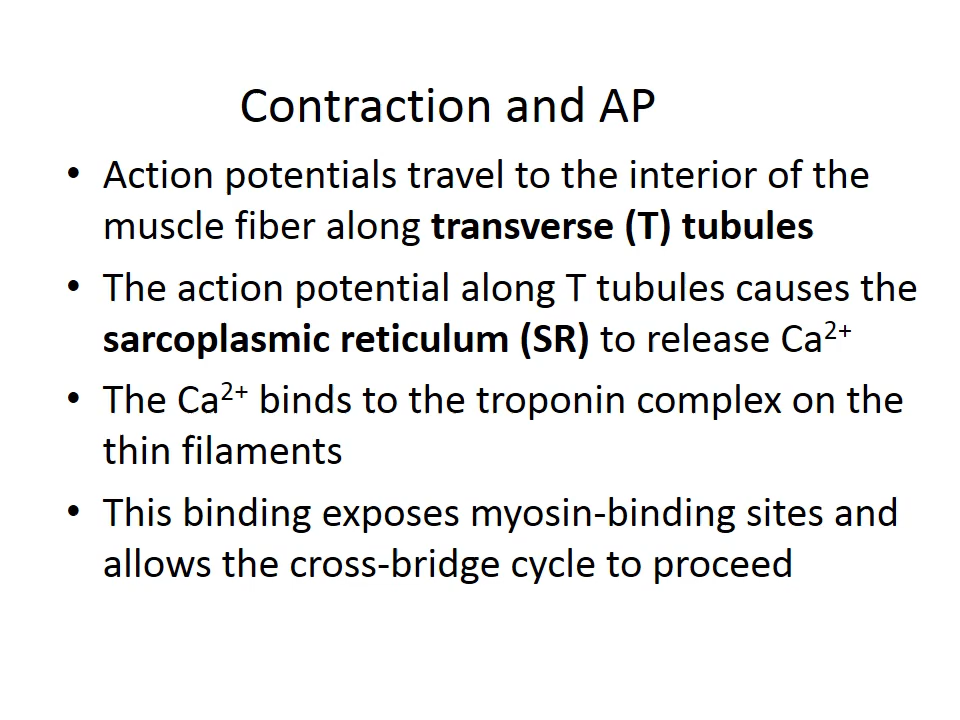 Contraction and AP
• Action potentials travel to the interior of the
muscle fiber along transverse (T) tubules
• The action potential along T tubules causes the
sarcoplasmic reticulum (SR) to release Ca²⁺
• The Ca²⁺ binds to the troponin complex on the
thin filaments
• This binding exposes myosin-binding sites and
allows the cross-bridge cycle to proceed